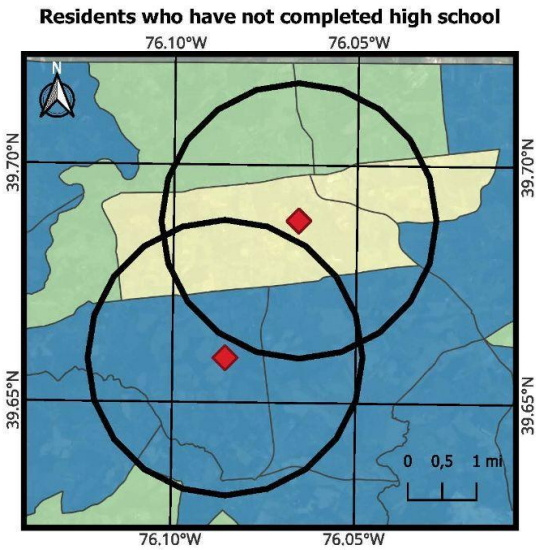 Residents who have not completed high school
76.10°W 76.05°W
N
39.70°N 39.70°N
39.65°N 39.65°N
0 0,5 1 mi
76.10°W 76.05°W